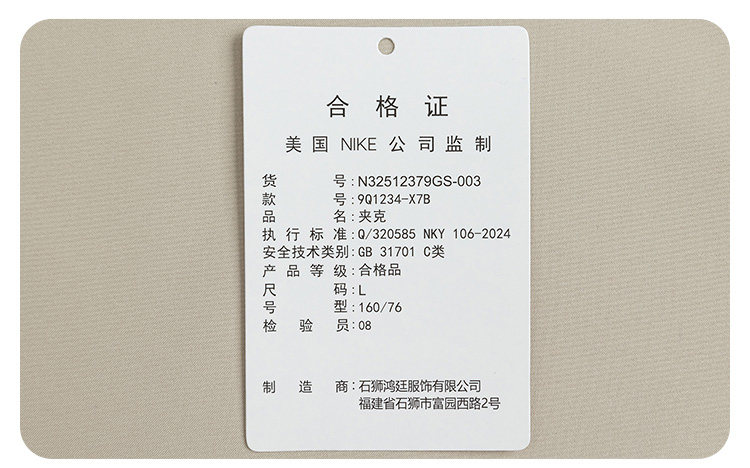 合格证
美国 NIKE 公司监制
货号:N32512379GS-003
款号:9Q1234-X7B
品名:夹克
执行标准:Q/320585 NKY 106-2024
安全技术类别:GB 31701 C类
产品等级:合格品
尺码:L
号型:160/76
检验员:08
制造商:石狮鸿廷服饰有限公司
福建省石狮市富园西路2号